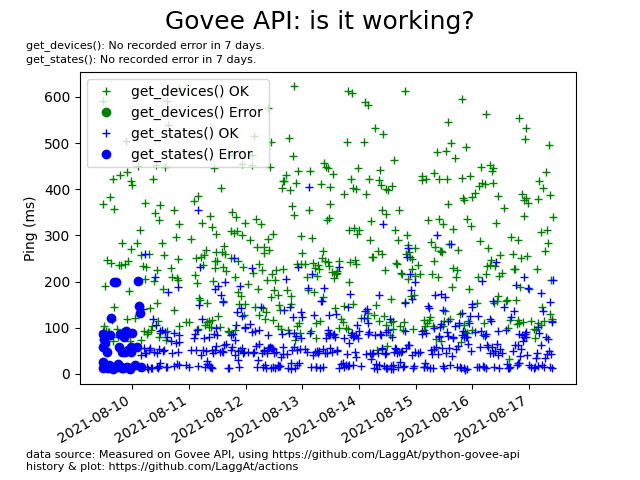 Govee API: is it working?
get_devices(): No recorded error in 7 days.
get_states(): No recorded error in 7 days.
get_devices() OK
get_devices() Error
get_states() OK
get_states() Error
600
500
400
300
200
100
0
Ping (ms)
2021-08-10
2021-08-11
2021-08-12
2021-08-13
2021-08-14
2021-08-15
2021-08-16
2021-08-17
data source: Measured on Govee API, using https://github.com/LaggAt/python-govee-api
history & plot: https://github.com/LaggAt/actions